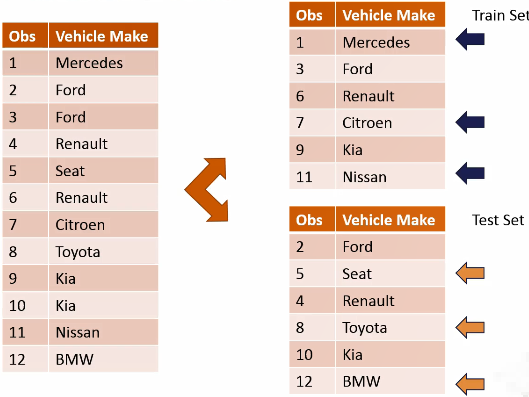 Obs Vehicle Make
1 Mercedes
2 Ford
3 Ford
4 Renault
5 Seat
6 Renault
7 Citroen
8 Toyota
9 Kia
10 Kia
11 Nissan
12 BMW
Train Set
Obs Vehicle Make
1 Mercedes
3 Ford
6 Renault
7 Citroen
9 Kia
11 Nissan
Test Set
Obs Vehicle Make
2 Ford
5 Seat
4 Renault
8 Toyota
10 Kia
12 BMW